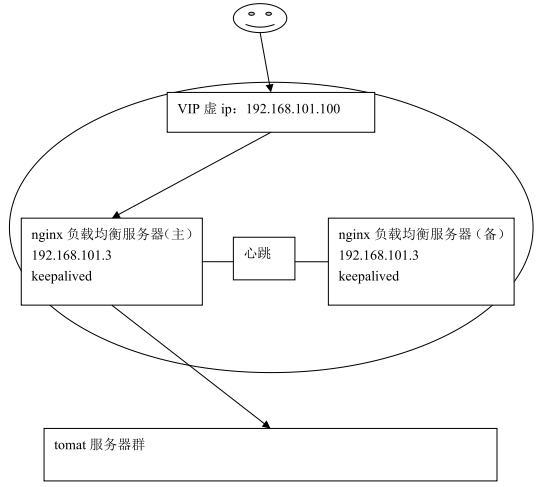 VIP 虚 ip：192.168.101.100
nginx 负载均衡服务器（主）
192.168.101.3
keepalived
心跳
nginx 负载均衡服务器（备）
192.168.101.3
keepalived
tomat 服务器群